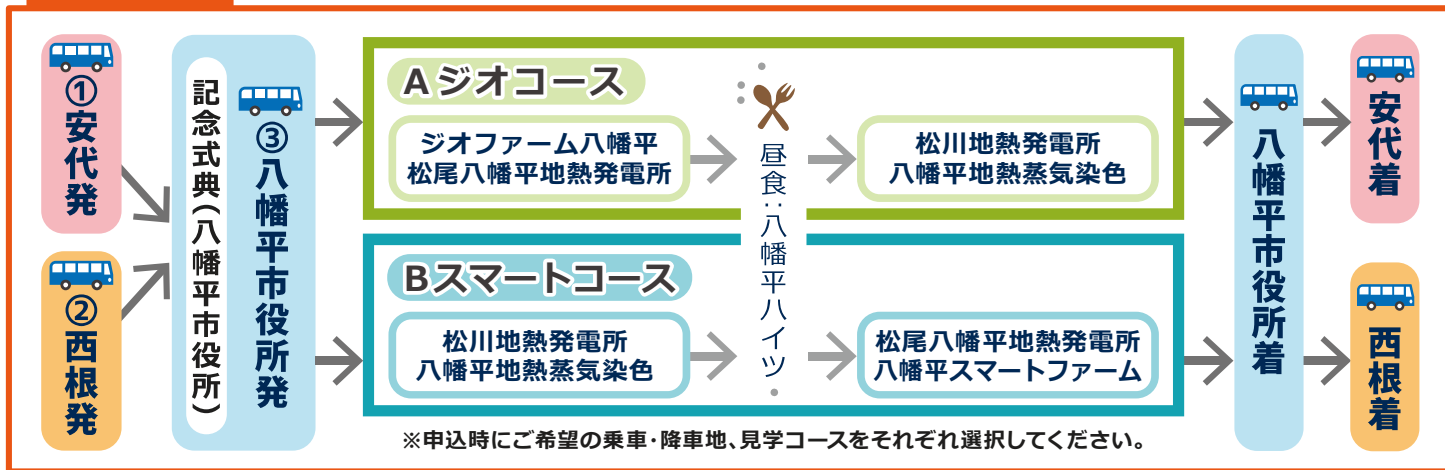 ①安代発
②西根発
記念式典(八幡平市役所)
③八幡平市役所発
Aジオコース
ジオファーム八幡平
松尾八幡平地熱発電所
昼食:八幡平ハイツ
松川地熱発電所
八幡平地熱蒸気染色
Bスマートコース
松川地熱発電所
八幡平地熱蒸気染色
松尾八幡平地熱発電所
八幡平スマートファーム
八幡平市役所着
安代着
西根着
※申込時にご希望の乗車・降車地、見学コースをそれぞれ選択してください。